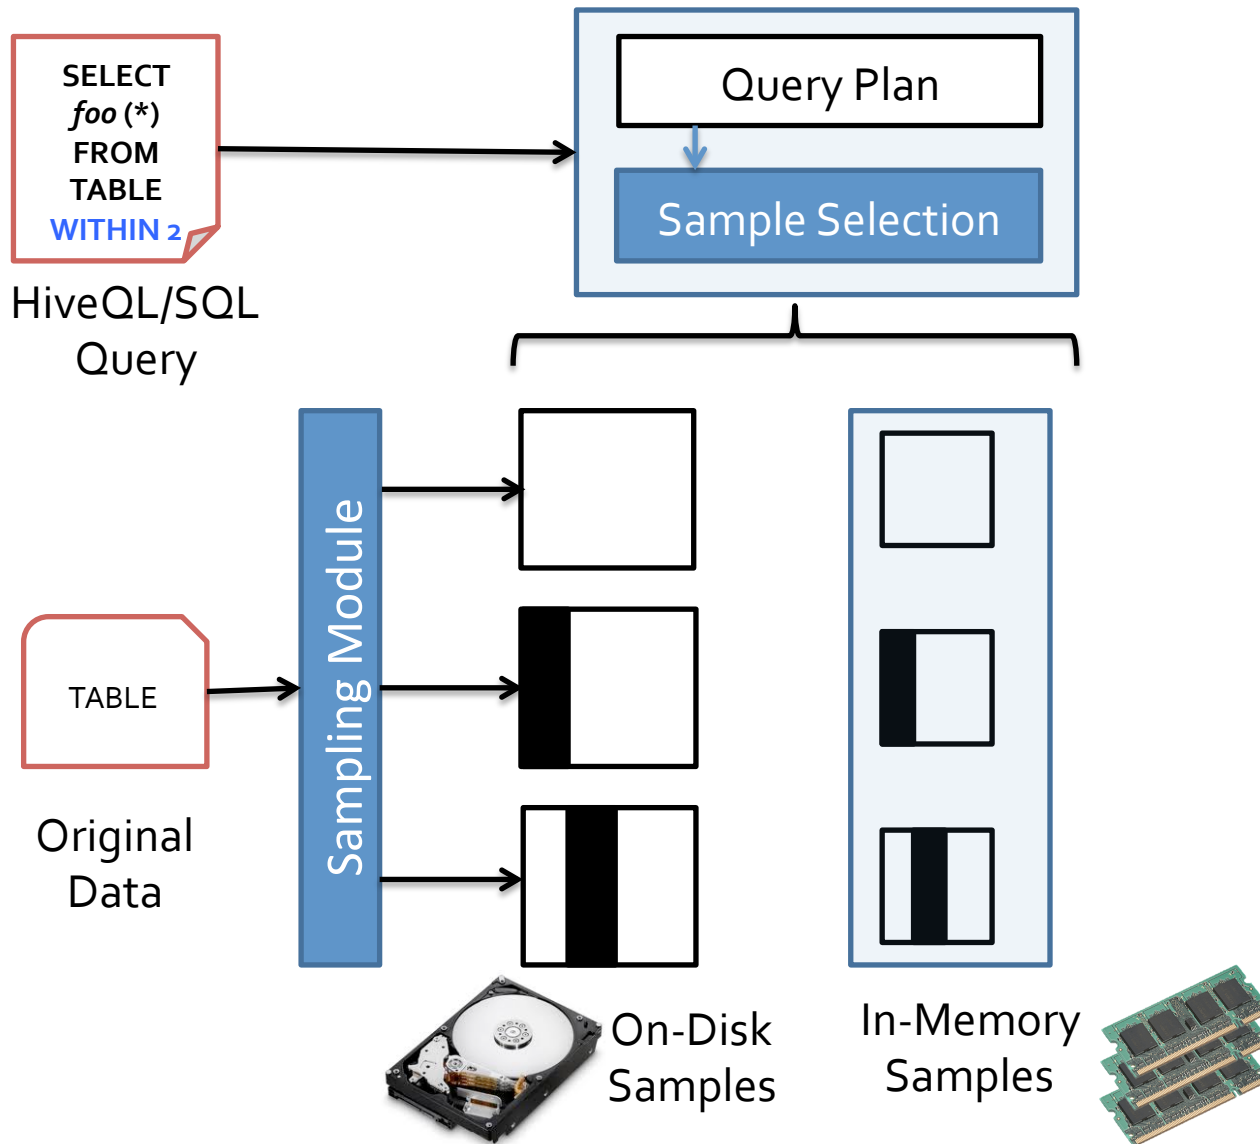 SELECT
foo (*)
FROM
TABLE
WITHIN 2
HiveQL/SQL
Query
Query Plan
Sample Selection
Sampling Module
TABLE
Original
Data
On-Disk
Samples
In-Memory
Samples